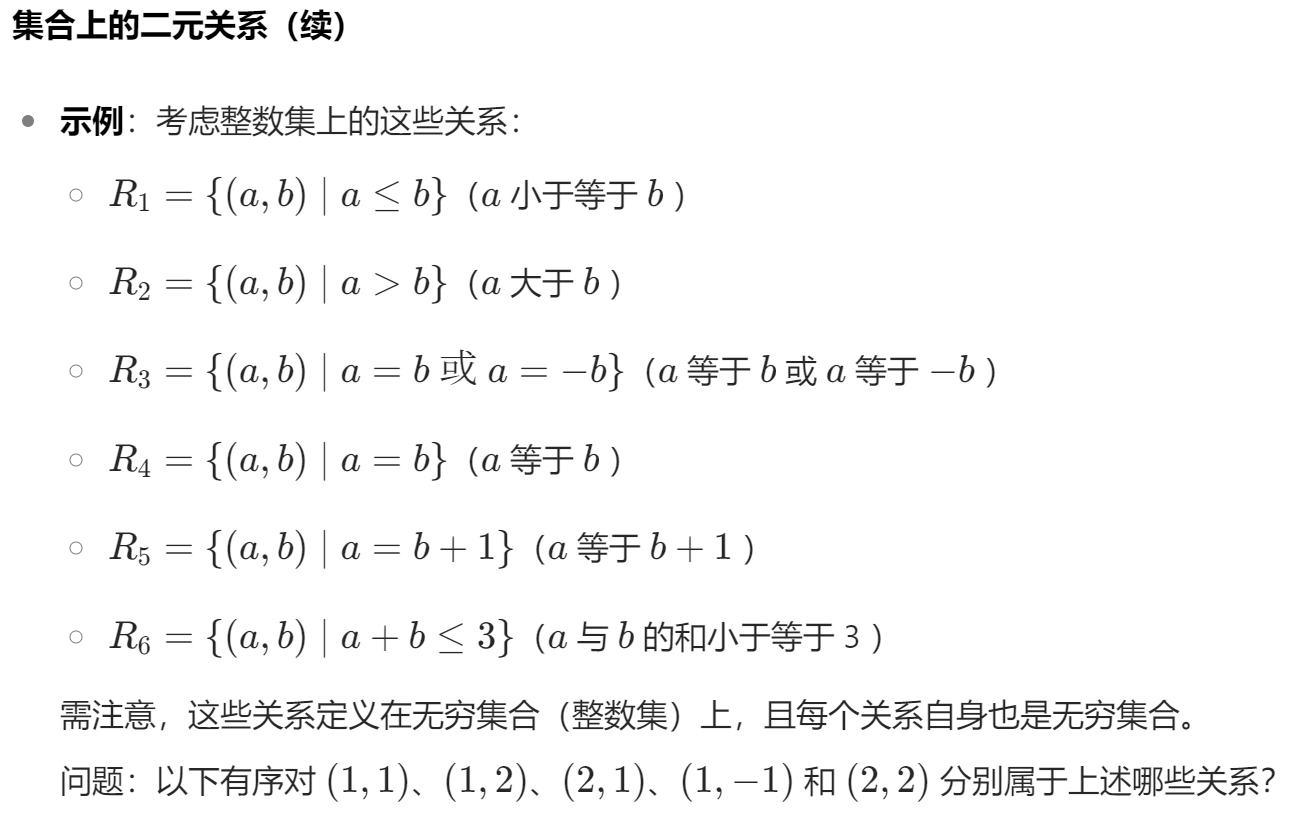 集合上的二元关系（续）
• 示例：考虑整数集上的这些关系：
○ R₁ = {(a, b) | a ≤ b}（a 小于等于 b ）
○ R₂ = {(a, b) | a > b}（a 大于 b ）
○ R₃ = {(a, b) | a = b 或 a = −b}（a 等于 b 或 a 等于 −b ）
○ R₄ = {(a, b) | a = b}（a 等于 b ）
○ R₅ = {(a, b) | a = b + 1}（a 等于 b + 1 ）
○ R₆ = {(a, b) | a + b ≤ 3}（a 与 b 的和小于等于 3 ）
需注意，这些关系定义在无穷集合（整数集）上，且每个关系自身也是无穷集合。
问题：以下有序对 (1, 1)、(1, 2)、(2, 1)、(1, −1) 和 (2, 2) 分别属于上述哪些关系？